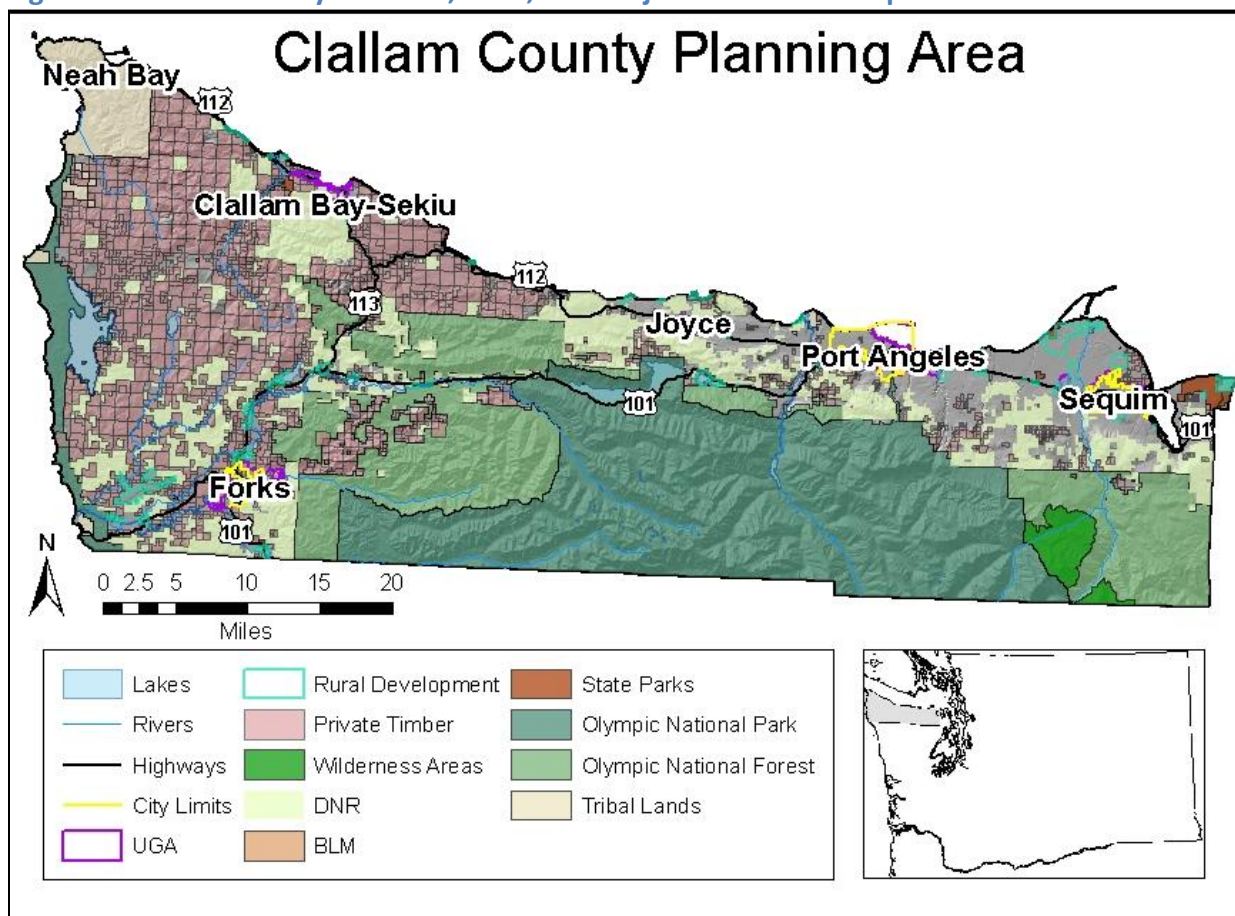 Clallam County Planning Area
Neah Bay
112
Clallam Bay-Sekiu
112
113
Joyce
Port Angeles
101
Sequim
101
Forks
101
N
0 2.5 5 10 15 20
Miles
Lakes
Rivers
Highways
City Limits
UGA
Rural Development
Private Timber
Wilderness Areas
DNR
BLM
State Parks
Olympic National Park
Olympic National Forest
Tribal Lands